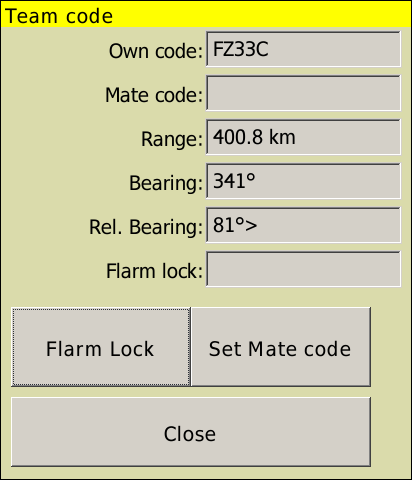 Team code
Own code: FZ33C
Mate code:
Range: 400.8 km
Bearing: 341°
Rel. Bearing: 81°>
Flarm lock:
Flarm Lock Set Mate code
Close